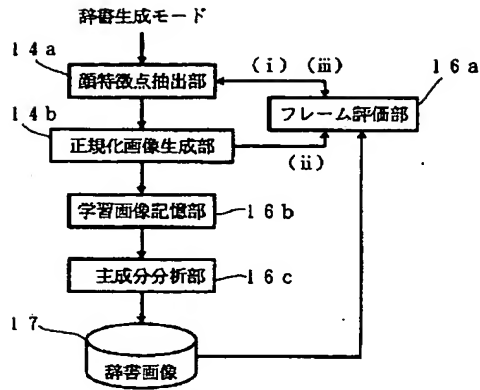 辞書生成モード
１４ａ
顔特徴点抽出部
(ⅰ) (ⅲ)
１６ａ
フレーム評価部
１４ｂ
正規化画像生成部
(ⅱ)
学習画像記憶部
１６ｂ
主成分分析部
１６ｃ
１７
辞書画像